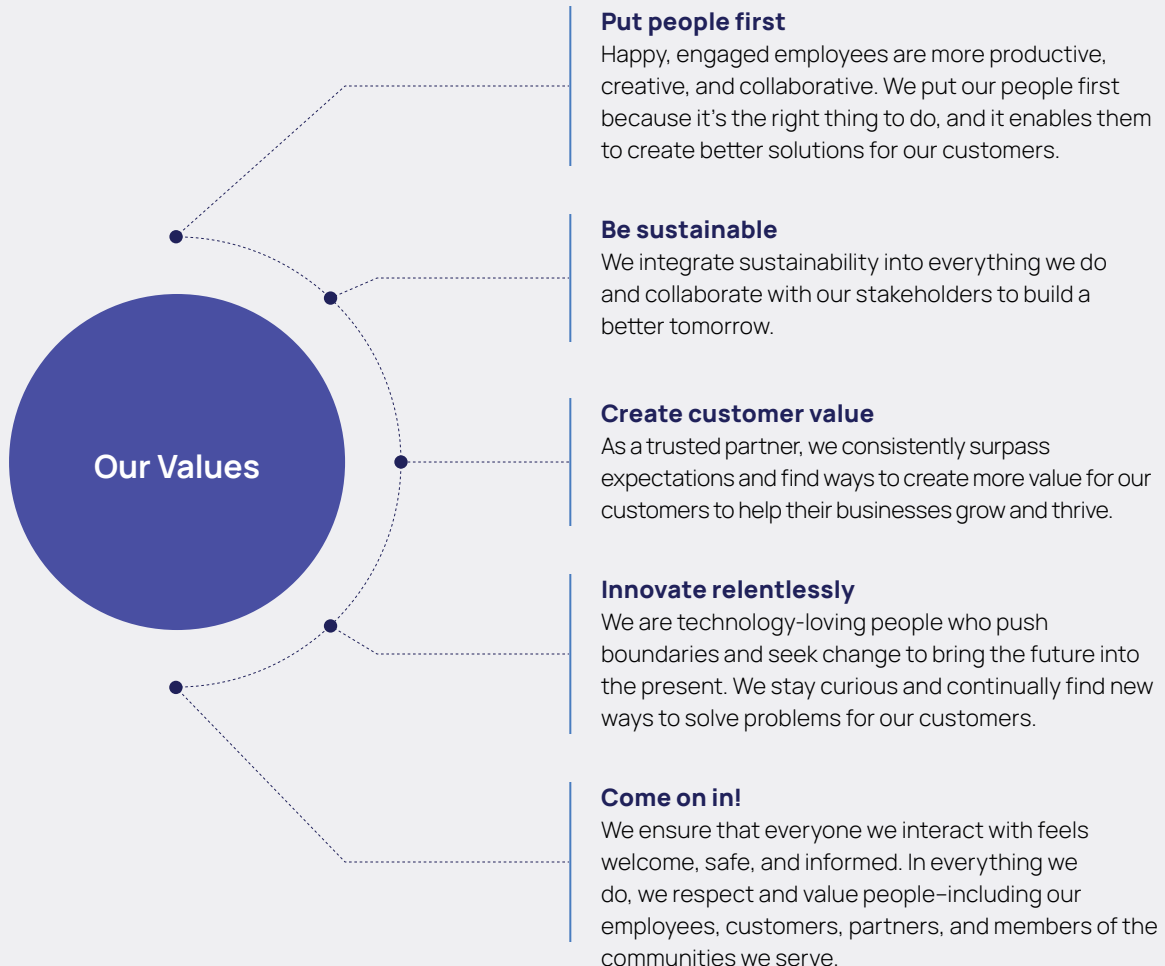 Put people first
Happy, engaged employees are more productive,
creative, and collaborative. We put our people first
because it's the right thing to do, and it enables them
to create better solutions for our customers.
Be sustainable
We integrate sustainability into everything we do
and collaborate with our stakeholders to build a
better tomorrow.
Our Values
Create customer value
As a trusted partner, we consistently surpass
expectations and find ways to create more value for our
customers to help their businesses grow and thrive.
Innovate relentlessly
We are technology-loving people who push
boundaries and seek change to bring the future into
the present. We stay curious and continually find new
ways to solve problems for our customers.
Come on in!
We ensure that everyone we interact with feels
welcome, safe, and informed. In everything we
do, we respect and value people–including our
employees, customers, partners, and members of the
communities we serve.